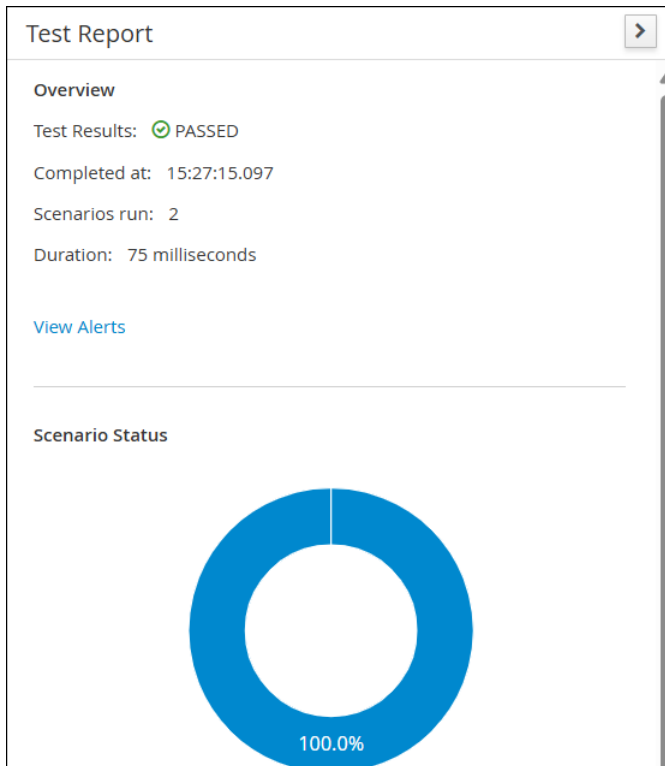 Test Report
Overview
Test Results: PASSED
Completed at: 15:27:15.097
Scenarios run: 2
Duration: 75 milliseconds
View Alerts
Scenario Status
100.0%